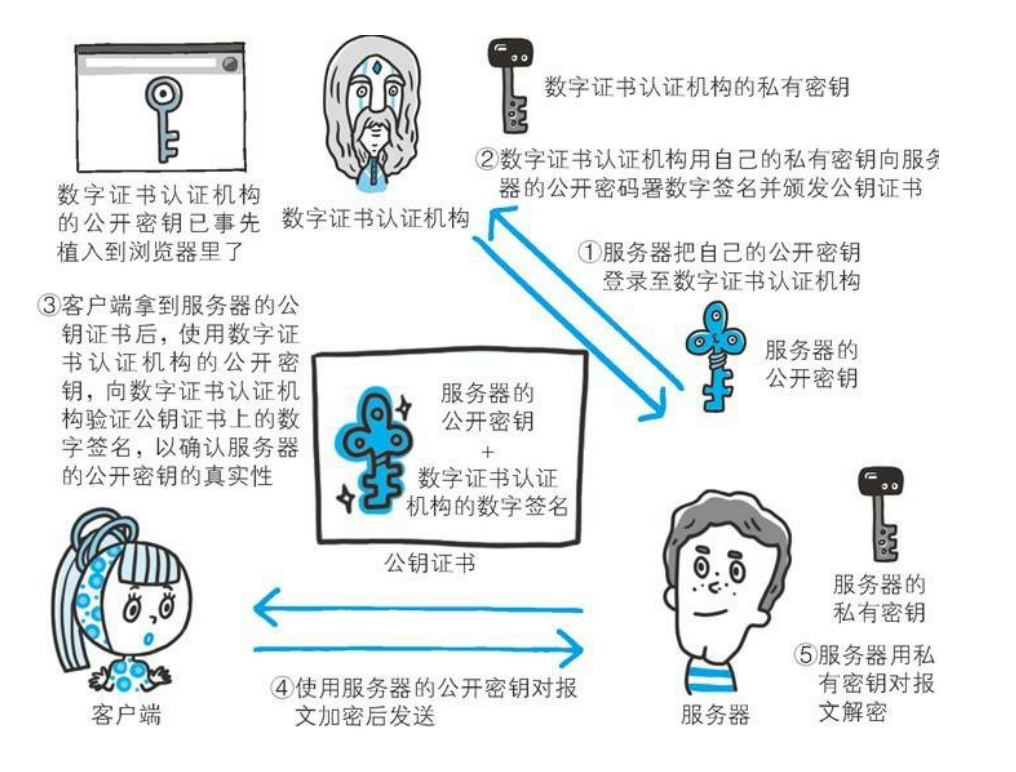 数字证书认证机构
的公开密钥已事先
植入到浏览器里了
数字证书认证机构
数字证书认证机构的私有密钥
②数字证书认证机构用自己的私有密钥向服务
器的公开密码署数字签名并颁发公钥证书
①服务器把自己的公开密钥
登录至数字证书认证机构
服务器的
公开密钥
③客户端拿到服务器的公
钥证书后，使用数字证
书认证机构的公开密
钥，向数字证书认证机
构验证公钥证书上的数
字签名，以确认服务器
的公开密钥的真实性
服务器的
公开密钥
+
数字证书认证
机构的数字签名
公钥证书
客户端
④使用服务器的公开密钥对报
文加密后发送
服务器
服务器的
私有密钥
⑤服务器用私
有密钥对报
文解密